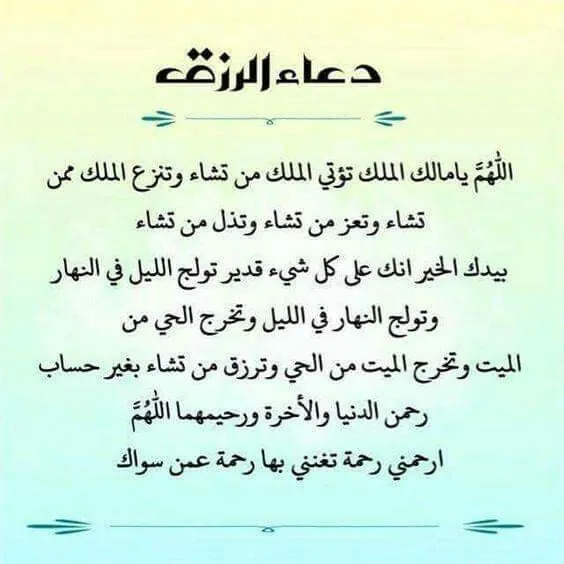 دعاء الرزق
اللهُمَّ يامالك الملك تؤتي الملك من تشاء وتنزع الملك ممن
تشاء وتعز من تشاء وتذل من تشاء
بيدك الخير انك على كل شيء قدير تولج الليل في النهار
وتولج النهار في الليل وتخرج الحي من
الميت وتخرج الميت من الحي وترزق من تشاء بغير حساب
رحمن الدنيا والأخرة ورحيمهما اللهُمَّ
ارحمني رحمة تغنني بها رحمة عمن سواك